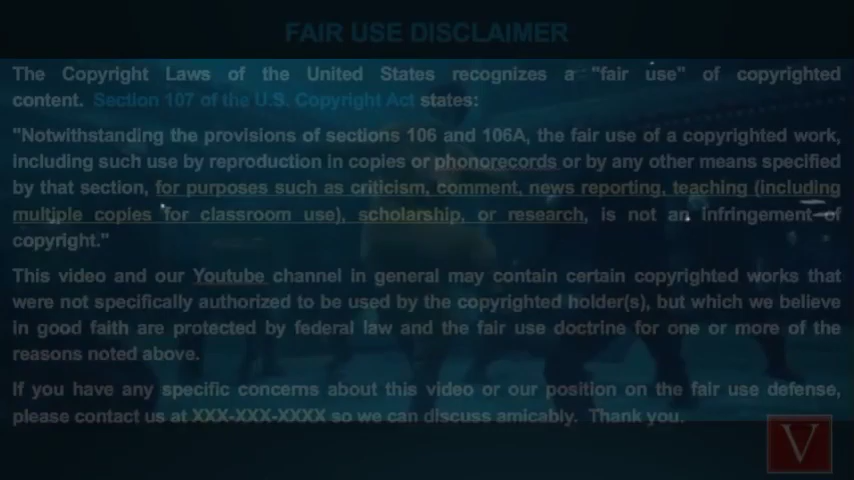 FAIR USE DISCLAIMER
The Copyright Laws of the United States recognizes a "fair use" of copyrighted
content. Section 107 of the U.S. Copyright Act states:
"Notwithstanding the provisions of sections 106 and 106A, the fair use of a copyrighted work,
including such use by reproduction in copies or phonorecords or by any other means specified
by that section, for purposes such as criticism, comment, news reporting, teaching (including
multiple copies for classroom use), scholarship, or research, is not an infringement of
copyright."
This video and our Youtube channel in general may contain certain copyrighted works that
were not specifically authorized to be used by the copyrighted holder(s), but which we believe
in good faith are protected by federal law and the fair use doctrine for one or more of the
reasons noted above.
If you have any specific concerns about this video or our position on the fair use defense,
please contact us at XXX-XXX-XXXX so we can discuss amicably. Thank you.
V